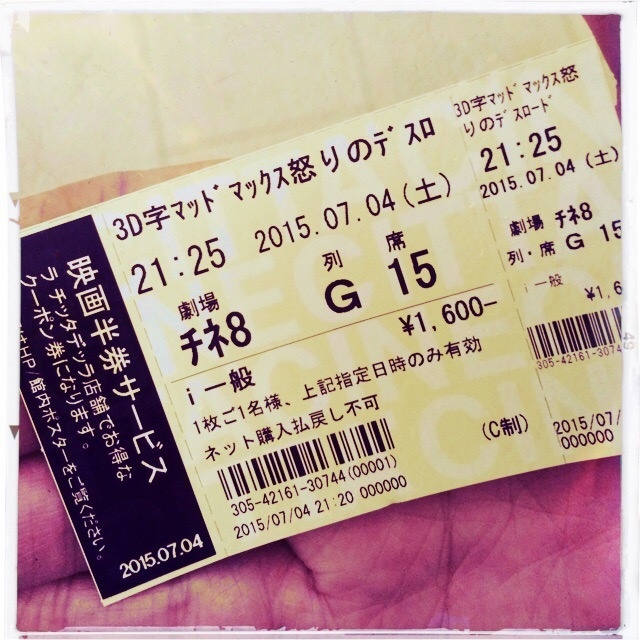 3D字マッドマックス怒りのデスロ
21:25 2015.07.04(土)
劇場 列 席
チネ8 G 15
¥1,600-
i一般
1枚ご1名様、上記指定日時のみ有効
ネット購入払戻し不可
(C制)
305-42161-30744(00001)
2015/07/04 21:20 000000
映画半券サービス
ラ チッタデッラ店舗でお得な
クーポン券になります。
HP/館内ポスターをご覧ください。
2015.07.04
3D字マッドマックス怒
りのデスロード
21:25
2015.07.04(土)
劇場 チネ8
列・席 G 15
i一般
¥1,6
305-42161-3074
2015/07/
000000